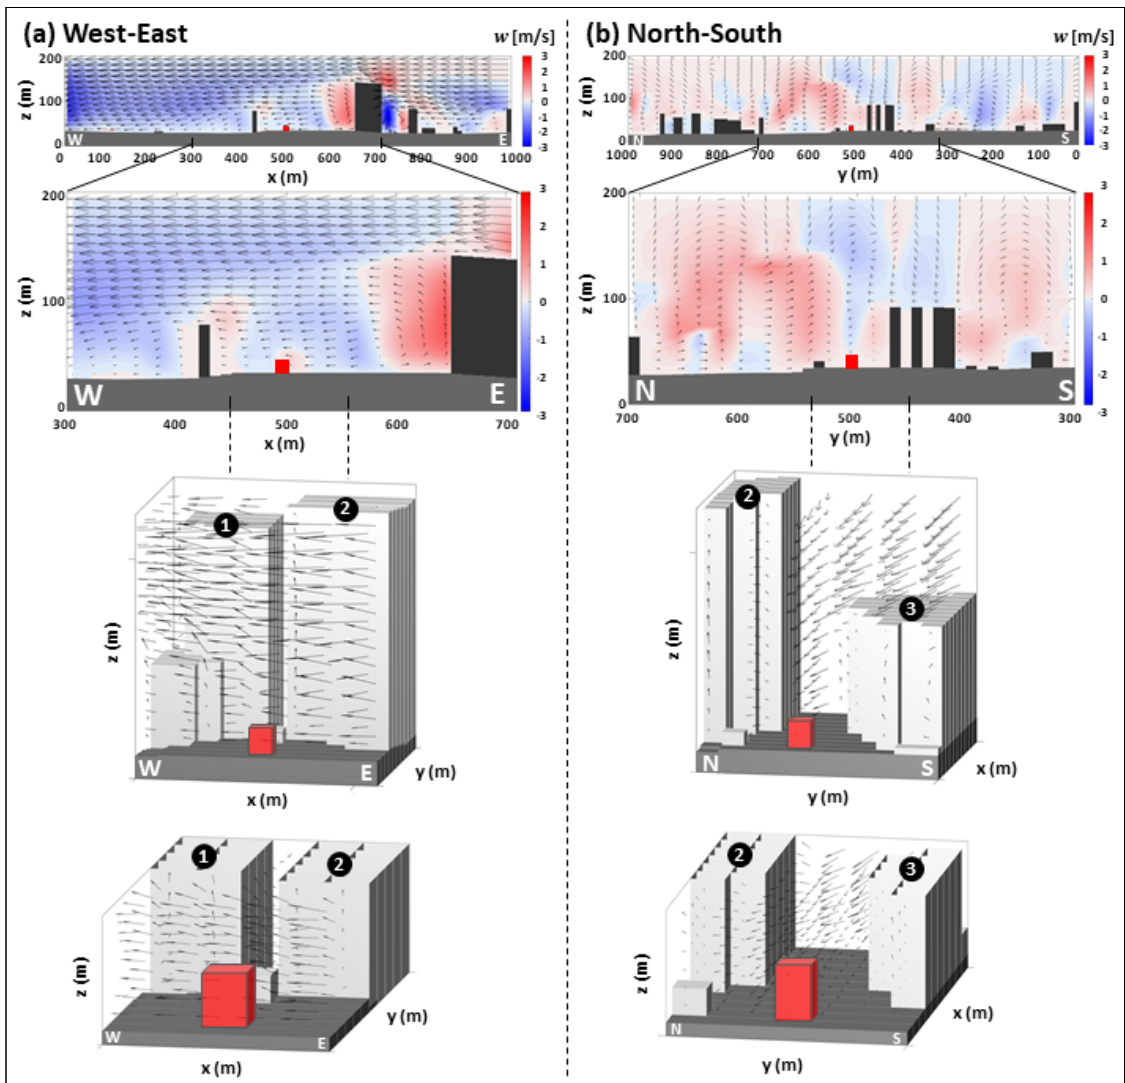 (a) West-East
w [m/s]
200
100
0
z (m)
W
E
3
2
1
0
-1
-2
-3
0 100 200 300 400 500 600 700 800 900 1000
x (m)
200
100
0
z (m)
W
E
3
2
1
0
-1
-2
-3
300 400 500 600 700
x (m)
1
2
z (m)
W
E
y (m)
x (m)
1
2
z (m)
W
E
y (m)
x (m)
(b) North-South
w [m/s]
200
100
0
z (m)
N
S
3
2
1
0
-1
-2
-3
1000 900 800 700 600 500 400 300 200 100 0
y (m)
200
100
0
z (m)
N
S
3
2
1
0
-1
-2
-3
700 600 500 400 300
y (m)
2
3
z (m)
N
S
x (m)
y (m)
2
3
z (m)
N
S
x (m)
y (m)